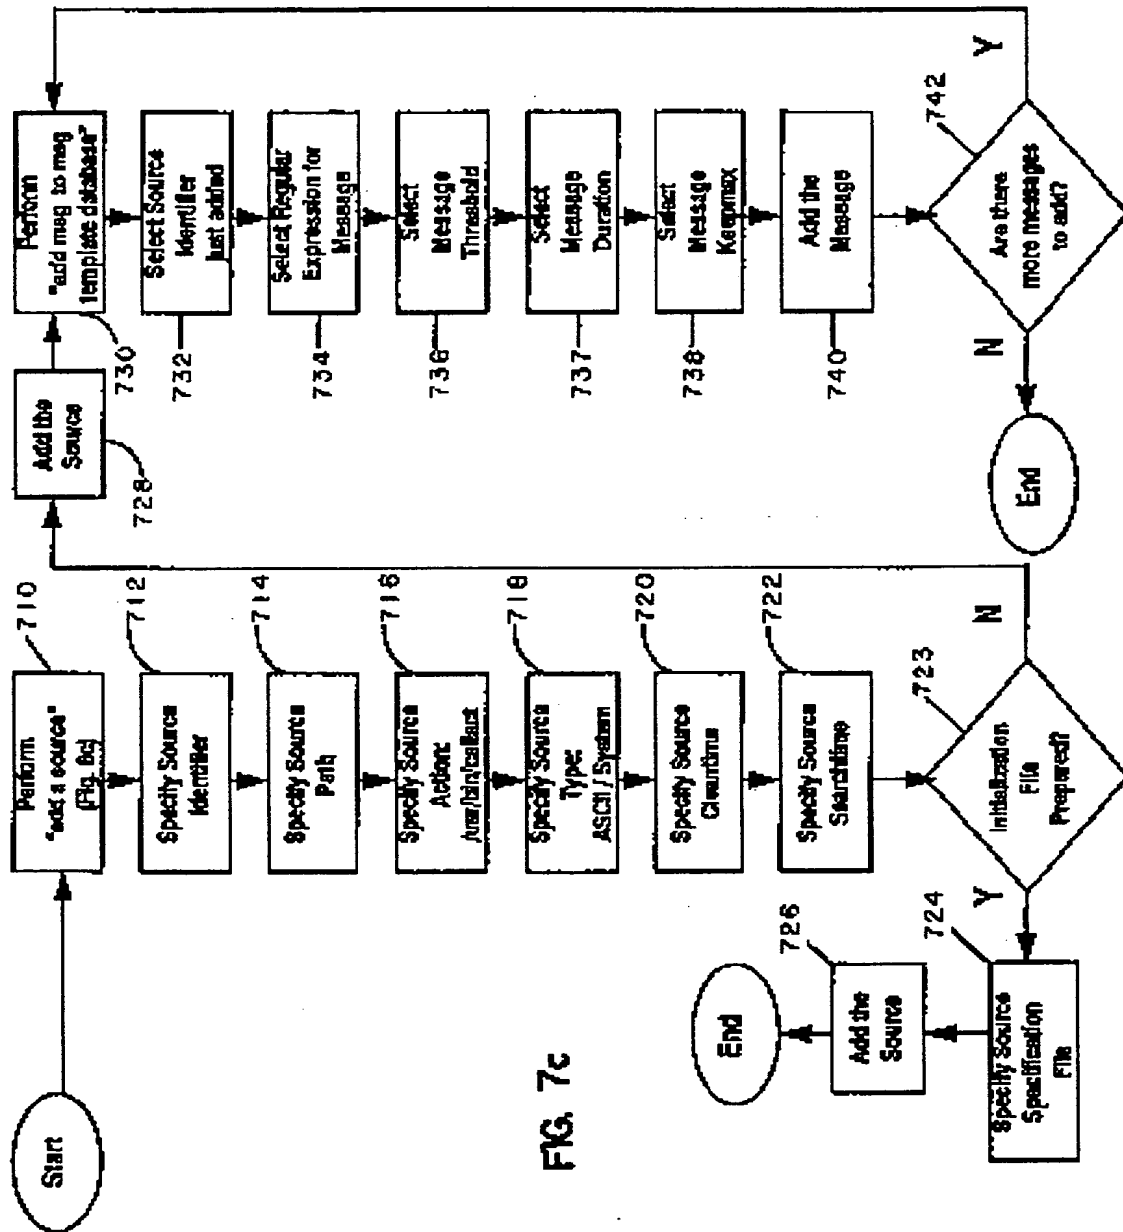 Start
710
Perform
"add a source"
(Fig. 8c)
712
Specify Source
Identifier
714
Specify Source
Path
716
Specify Source
Action:
/usr/bin/callact
718
Specify Source
Type:
ASCII / System
720
Specify Source
Cleantime
722
Specify Source
Searchtime
723
Initialization
File
Prepared?
Y
N
724
Specify Source
Specification
File
726
Add the
Source
End
728
Add the
Source
730
Perform
"add msg to msg
template database"
732
Select Source
Identifier
just added
734
Select Regular
Expression for
Message
736
Select
Message
Threshold
737
Select
Message
Duration
738
Select
Message
Keepmax
740
Add the
Message
742
Are there
more messages
to add?
Y
N
End
FIG. 7c